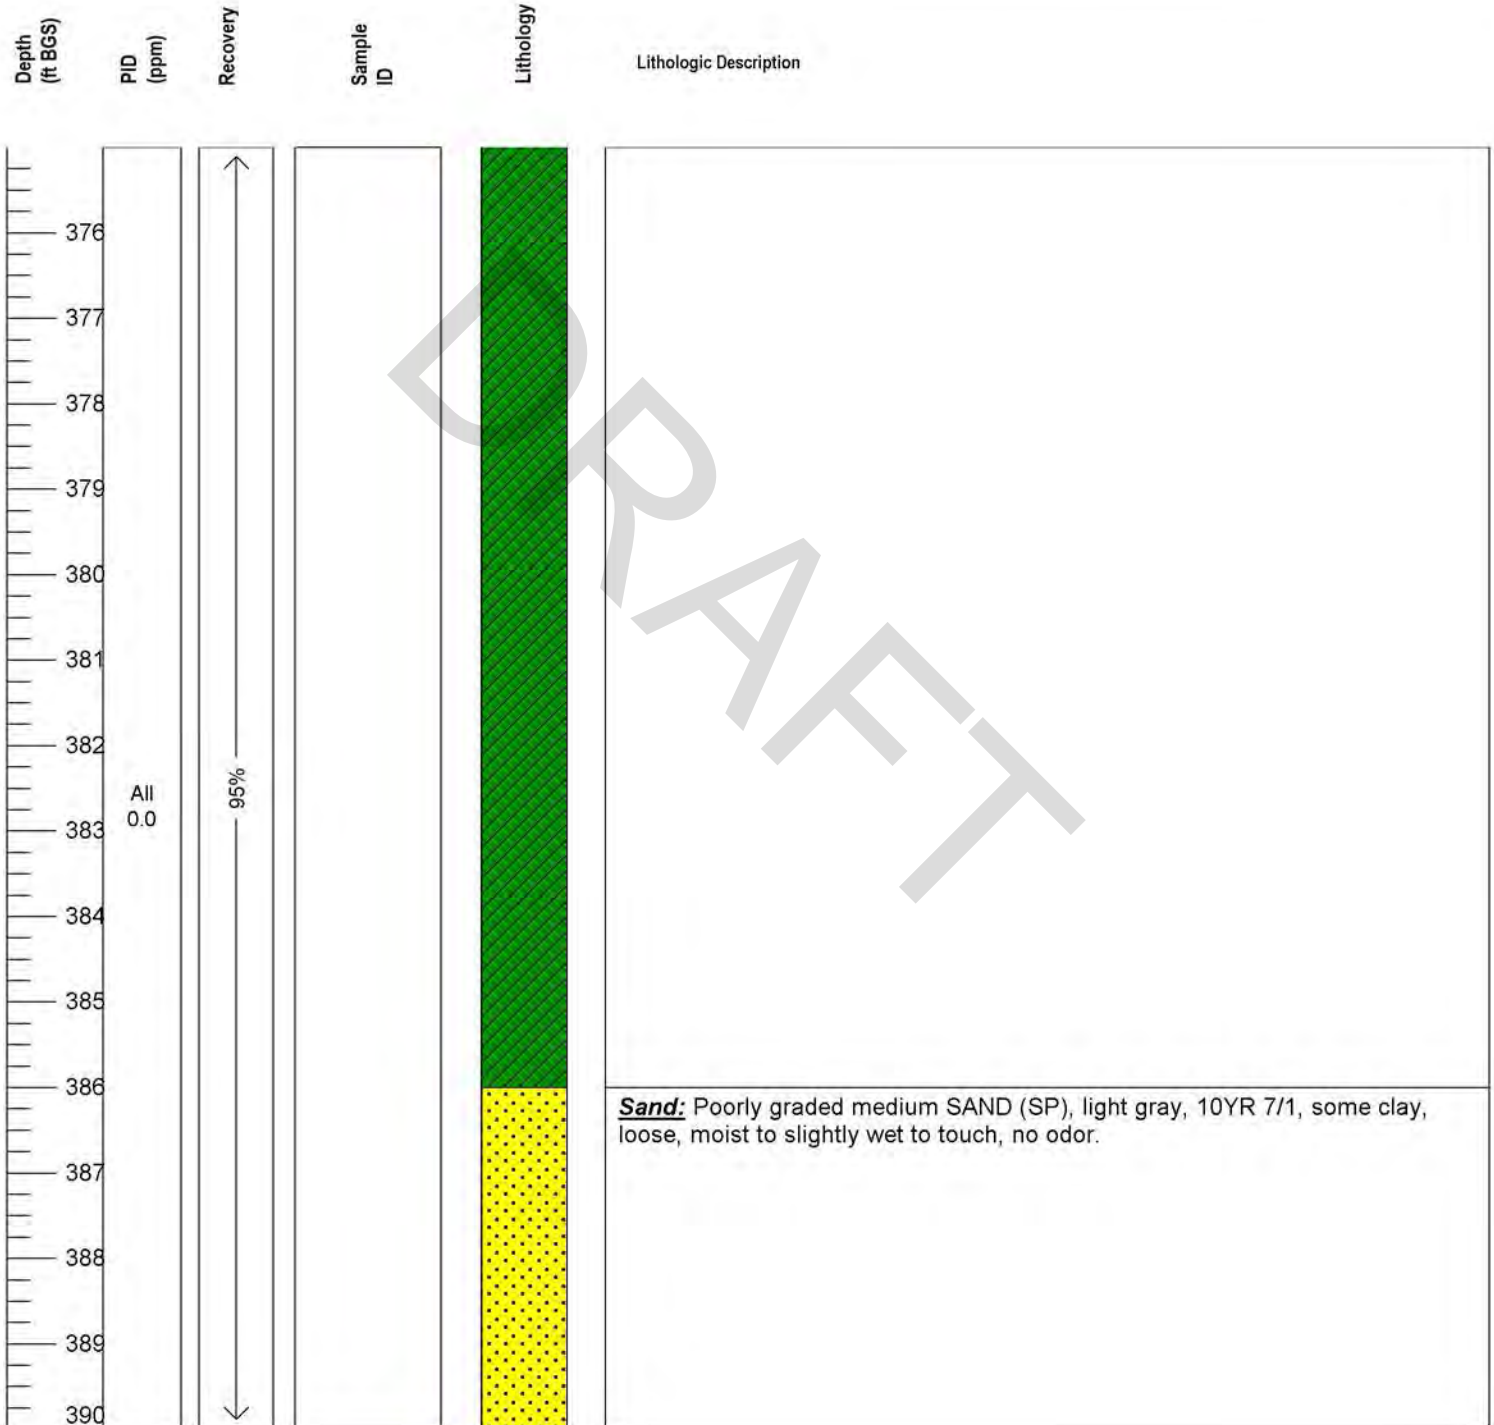 Depth
(ft BGS)
PID
(ppm)
Recovery
Sample
ID
Lithology
Lithologic Description
376
377
378
379
380
381
382
All
0.0
95%
383
384
385
386
Sand: Poorly graded medium SAND (SP), light gray, 10YR 7/1, some clay,
loose, moist to slightly wet to touch, no odor.
387
388
389
390
DRAFT